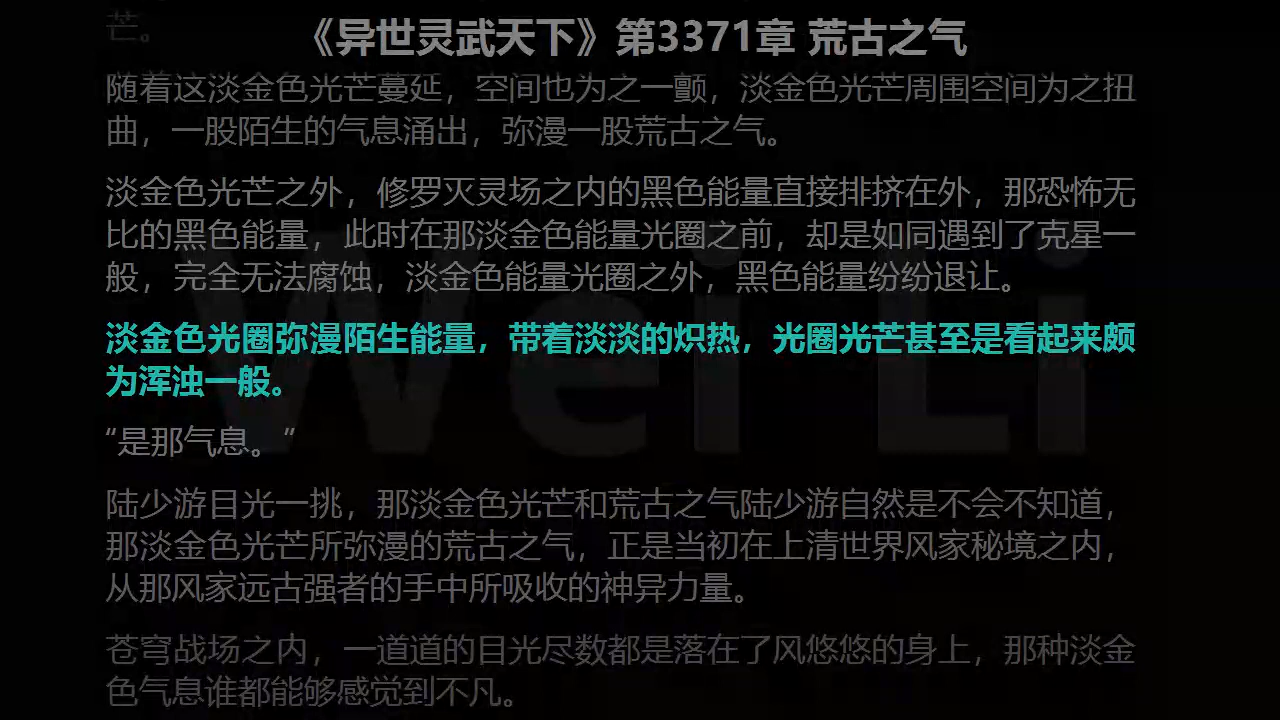 芒。
《异世灵武天下》第3371章 荒古之气
随着这淡金色光芒蔓延，空间也为之一颤，淡金色光芒周围空间为之扭
曲，一股陌生的气息涌出，弥漫一股荒古之气。
淡金色光芒之外，修罗灭灵场之内的黑色能量直接排挤在外，那恐怖无
比的黑色能量，此时在那淡金色能量光圈之前，却是如同遇到了克星一
般，完全无法腐蚀，淡金色能量光圈之外，黑色能量纷纷退让。
淡金色光圈弥漫陌生能量，带着淡淡的炽热，光圈光芒甚至是看起来颇
为浑浊一般。
“是那气息。”
陆少游目光一挑，那淡金色光芒和荒古之气陆少游自然是不会不知道，
那淡金色光芒所弥漫的荒古之气，正是当初在上清世界风家秘境之内，
从那风家远古强者的手中所吸收的神异力量。
苍穹战场之内，一道道的目光尽数都是落在了风悠悠的身上，那种淡金
色气息谁都能够感觉到不凡。
Wei Li